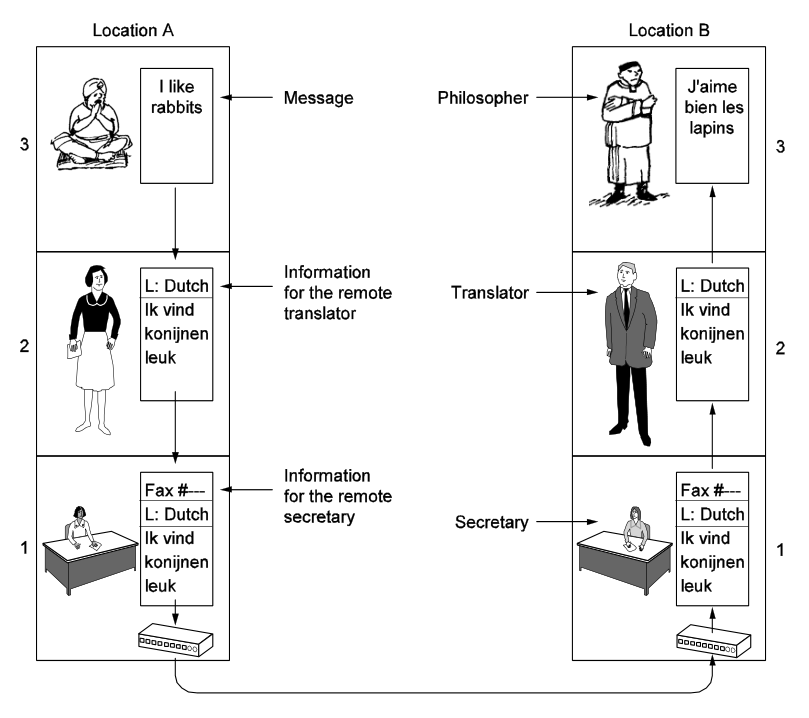 Location A
Location B
3
I like
rabbits
Message
Philosopher
J'aime
bien les
lapins
3
2
L: Dutch
Ik vind
konijnen
leuk
Information
for the remote
translator
Translator
L: Dutch
Ik vind
konijnen
leuk
2
1
Fax #---
L: Dutch
Ik vind
konijnen
leuk
Information
for the remote
secretary
Secretary
Fax #---
L: Dutch
Ik vind
konijnen
leuk
1